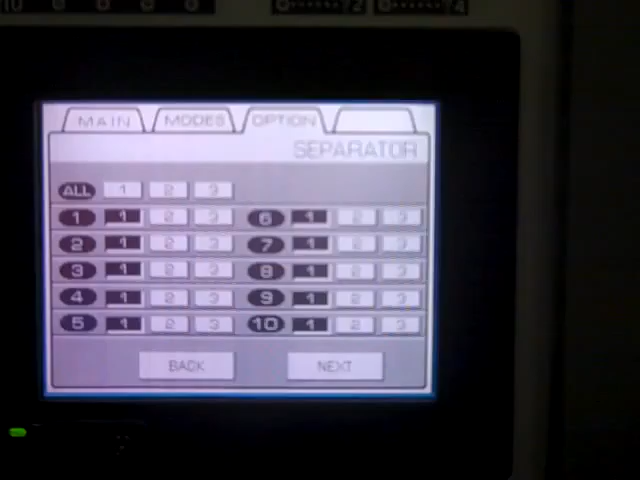 MAIN MODES OPTION
SEPARATOR
ALL 1 2 3
1 1 2 3 6 1 2 3
2 1 2 3 7 1 2 3
3 1 2 3 8 1 2 3
4 1 2 3 9 1 2 3
5 1 2 3 10 1 2 3
BACK NEXT